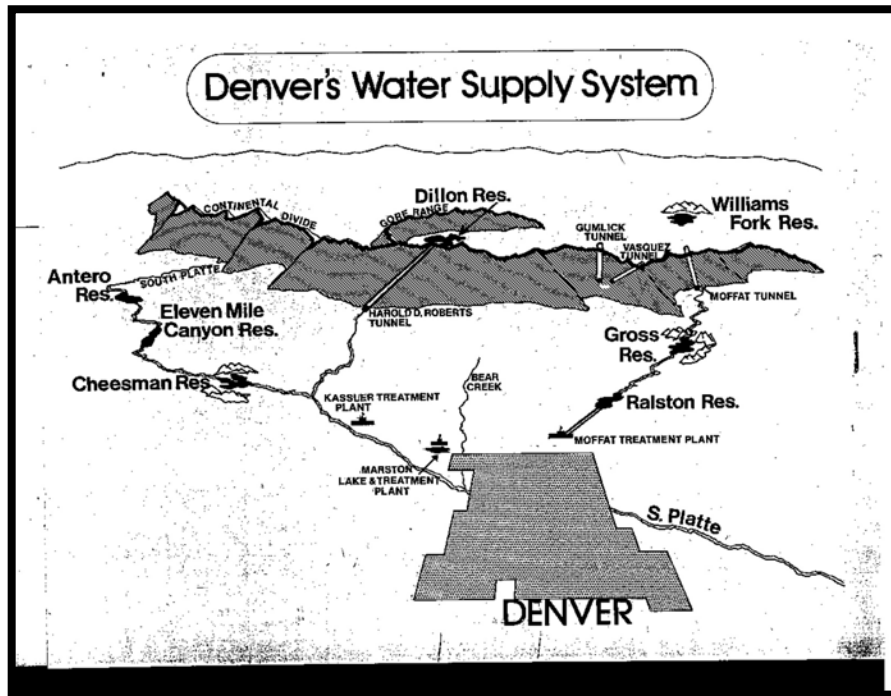 Denver's Water Supply System
CONTINENTAL
DIVIDE
GORE RANGE
Dillon Res.
Williams
Fork Res.
GUMLICK
TUNNEL
VASQUEZ
TUNNEL
MOFFAT TUNNEL
SOUTH PLATTE
Antero
Res.
Eleven Mile
Canyon Res.
HAROLD D. ROBERTS
TUNNEL
Gross
Res.
Cheesman Res.
KASSUER TREATMENT
PLANT
BEAR
CREEK
Ralston Res.
MOFFAT TREATMENT PLANT
MARSTON
LAKE & TREATMENT
PLANT
S. Platte
DENVER